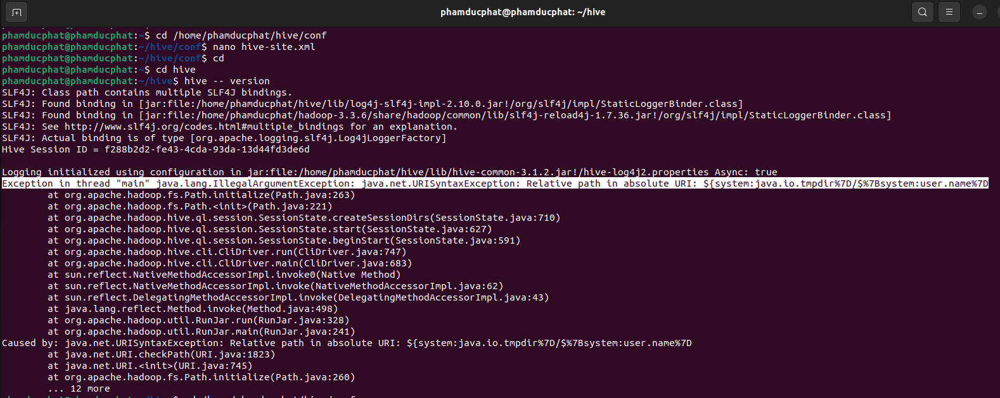 phamducphat@phamducphat: ~/hive
phamducphat@phamducphat:~$ cd /home/phamducphat/hive/conf
phamducphat@phamducphat:~/hive/conf$ nano hive-site.xml
phamducphat@phamducphat:~/hive/conf$ cd
phamducphat@phamducphat:~$ cd hive
phamducphat@phamducphat:~/hive$ hive -- version
SLF4J: Class path contains multiple SLF4J bindings.
SLF4J: Found binding in [jar:file:/home/phamducphat/hive/lib/log4j-slf4j-impl-2.10.0.jar!/org/slf4j/impl/StaticLoggerBinder.class]
SLF4J: Found binding in [jar:file:/home/phamducphat/hadoop-3.3.6/share/hadoop/common/lib/slf4j-reload4j-1.7.36.jar!/org/slf4j/impl/StaticLoggerBinder.class]
SLF4J: See http://www.slf4j.org/codes.html#multiple_bindings for an explanation.
SLF4J: Actual binding is of type [org.apache.logging.slf4j.Log4jLoggerFactory]
Hive Session ID = f288b2d2-fe43-4cda-93da-13d44fd3de6d
Logging initialized using configuration in jar:file:/home/phamducphat/hive/lib/hive-common-3.1.2.jar!/hive-log4j2.properties Async: true
Exception in thread "main" java.lang.IllegalArgumentException: java.net.URISyntaxException: Relative path in absolute URI: ${system:java.io.tmpdir%7D/$%7Bsystem:user.name%7D
at org.apache.hadoop.fs.Path.initialize(Path.java:263)
at org.apache.hadoop.fs.Path.<init>(Path.java:221)
at org.apache.hadoop.hive.ql.session.SessionState.createSessionDirs(SessionState.java:710)
at org.apache.hadoop.hive.ql.session.SessionState.start(SessionState.java:627)
at org.apache.hadoop.hive.ql.session.SessionState.beginStart(SessionState.java:591)
at org.apache.hadoop.hive.cli.CliDriver.run(CliDriver.java:747)
at org.apache.hadoop.hive.cli.CliDriver.main(CliDriver.java:683)
at sun.reflect.NativeMethodAccessorImpl.invoke0(Native Method)
at sun.reflect.NativeMethodAccessorImpl.invoke(NativeMethodAccessorImpl.java:62)
at sun.reflect.DelegatingMethodAccessorImpl.invoke(DelegatingMethodAccessorImpl.java:43)
at java.lang.reflect.Method.invoke(Method.java:498)
at org.apache.hadoop.util.RunJar.run(RunJar.java:328)
at org.apache.hadoop.util.RunJar.main(RunJar.java:241)
Caused by: java.net.URISyntaxException: Relative path in absolute URI: ${system:java.io.tmpdir%7D/$%7Bsystem:user.name%7D
at java.net.URI.checkPath(URI.java:1823)
at java.net.URI.<init>(URI.java:745)
at org.apache.hadoop.fs.Path.initialize(Path.java:260)
... 12 more